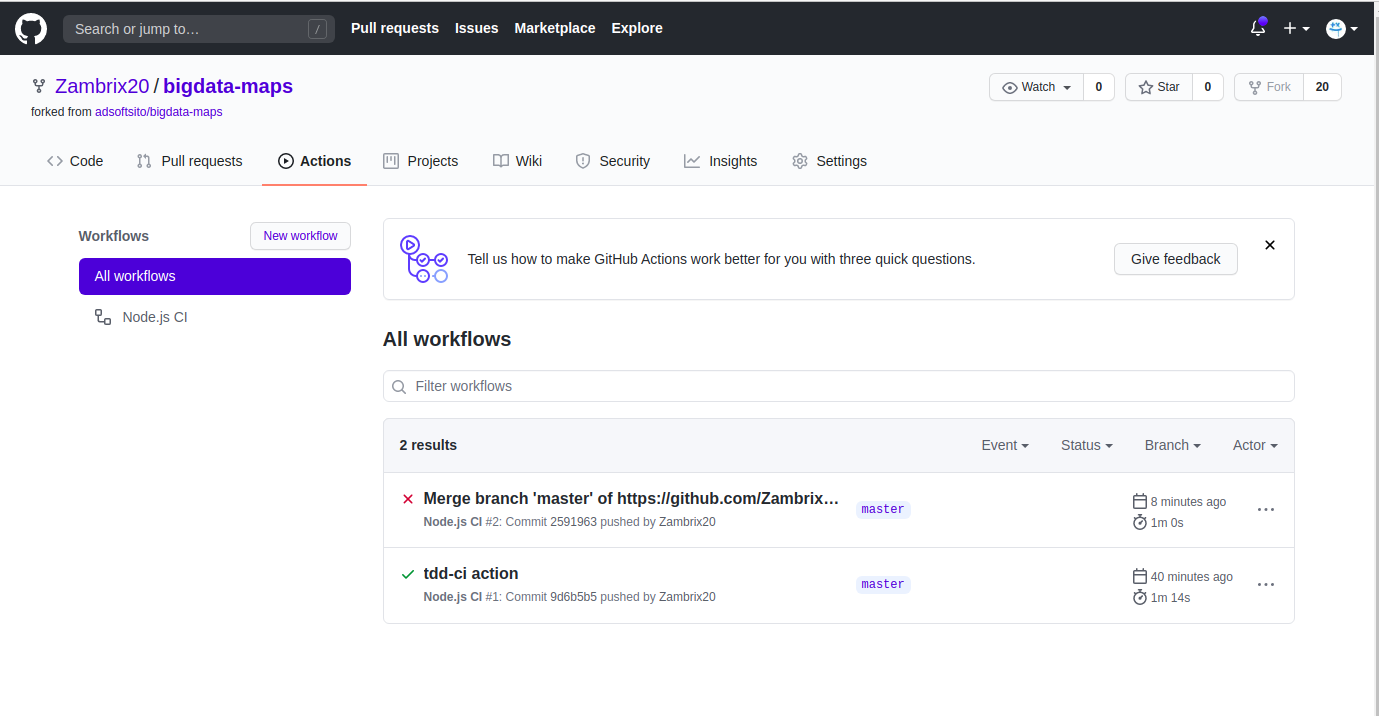 Search or jump to… /
Pull requests Issues Marketplace Explore
Zambrix20 / bigdata-maps
Watch 0 Star 0 Fork 20
forked from adsoftsito/bigdata-maps
Code Pull requests Actions Projects Wiki Security Insights Settings
Workflows New workflow
All workflows
Node.js CI
Tell us how to make GitHub Actions work better for you with three quick questions. Give feedback
All workflows
Filter workflows
2 results Event Status Branch Actor
Merge branch 'master' of https://github.com/Zambrix… master 8 minutes ago
Node.js CI #2: Commit 2591963 pushed by Zambrix20 1m 0s
tdd-ci action master 40 minutes ago
Node.js CI #1: Commit 9d6b5b5 pushed by Zambrix20 1m 14s